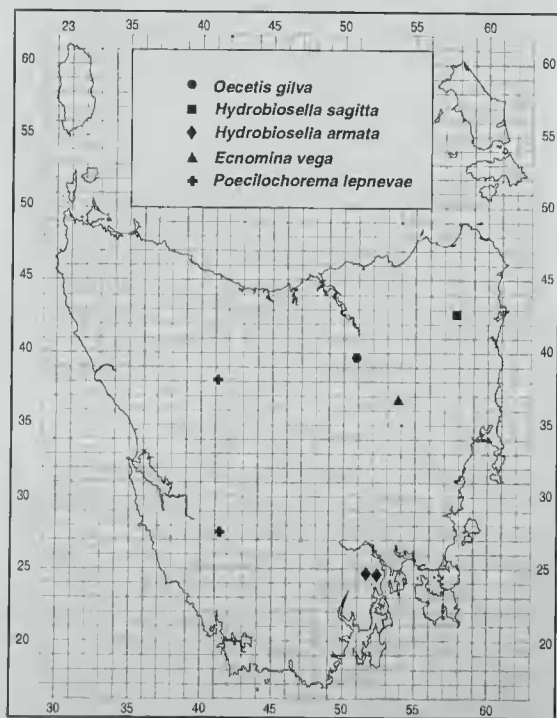 23 35 40 45 50 55 60
60 60
55 55
50 50
45 45
40 40
35 35
30 30
25 25
20 20
30 35 40 45 50 55 60
Oecetis gilva
Hydrobiosella sagitta
Hydrobiosella armata
Ecnomina vega
Poecilochorema lepnevae